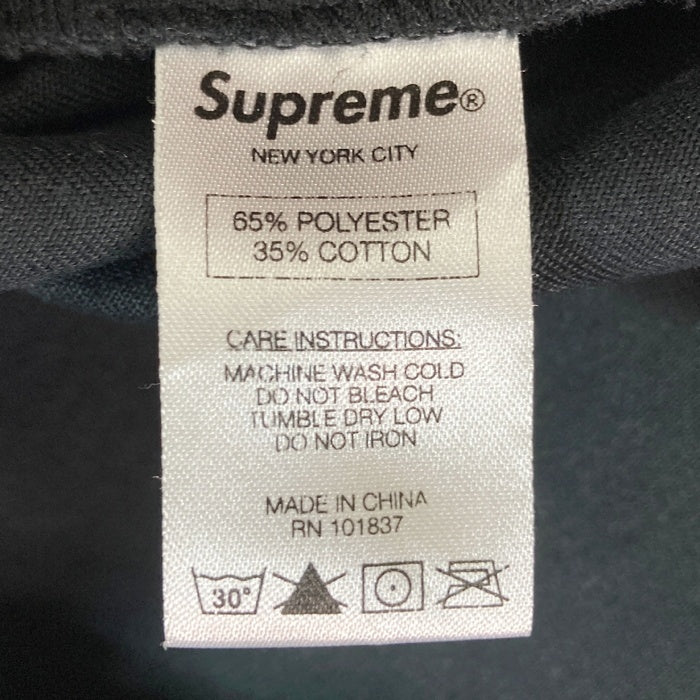 Supreme®
NEW YORK CITY
65% POLYESTER
35% COTTON
CARE INSTRUCTIONS:
MACHINE WASH COLD
DO NOT BLEACH
TUMBLE DRY LOW
DO NOT IRON
MADE IN CHINA
RN 101837
30°